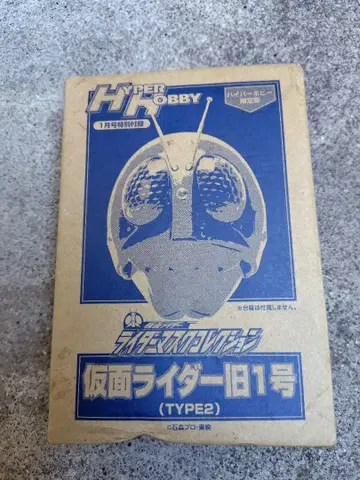 HYPER HOBBY
1月号特別付録
ハイパーホビー
限定版
※台座は付属しません。
ライダーマスクコレクション
仮面ライダー旧1号
(TYPE2)
©石森プロ・東映